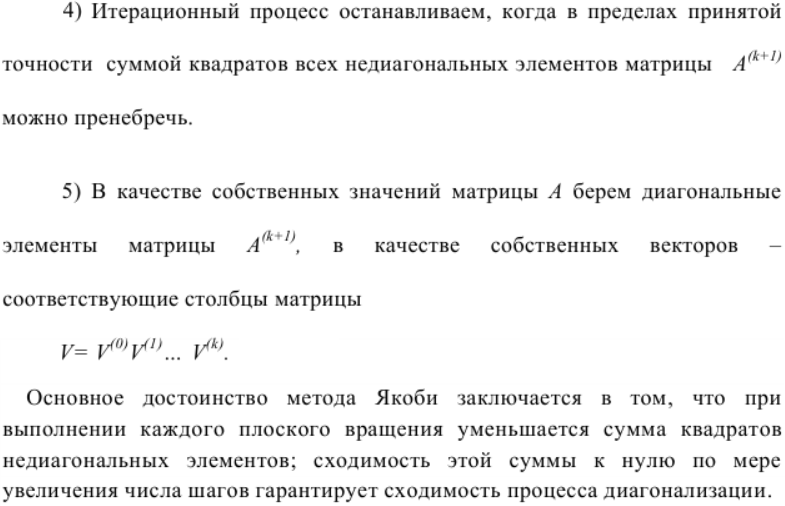 4) Итерационный процесс останавливаем, когда в пределах принятой
точности суммой квадратов всех недиагональных элементов матрицы A^(k+1)
можно пренебречь.
5) В качестве собственных значений матрицы A берем диагональные
элементы матрицы A^(k+1), в качестве собственных векторов –
соответствующие столбцы матрицы
V= V^(0)V^(1)... V^(k).
Основное достоинство метода Якоби заключается в том, что при
выполнении каждого плоского вращения уменьшается сумма квадратов
недиагональных элементов; сходимость этой суммы к нулю по мере
увеличения числа шагов гарантирует сходимость процесса диагонализации.